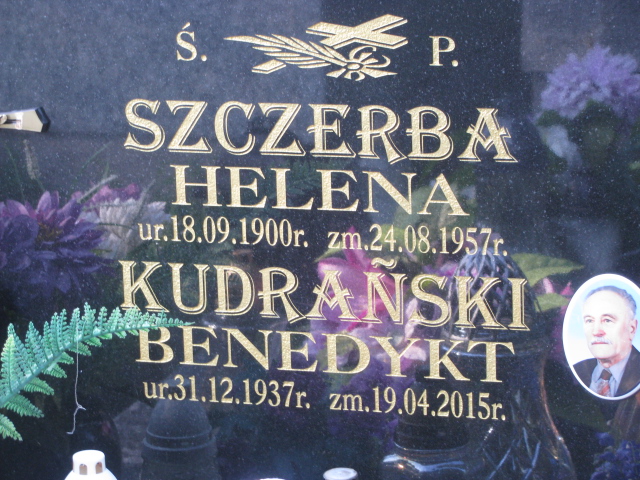 Ś. P.
SZCZERBA
HELENA
ur.18.09.1900r. zm.24.08.1957r.
KUDRAÑSKI
BENEDYKT
ur.31.12.1937r. zm.19.04.2015r.